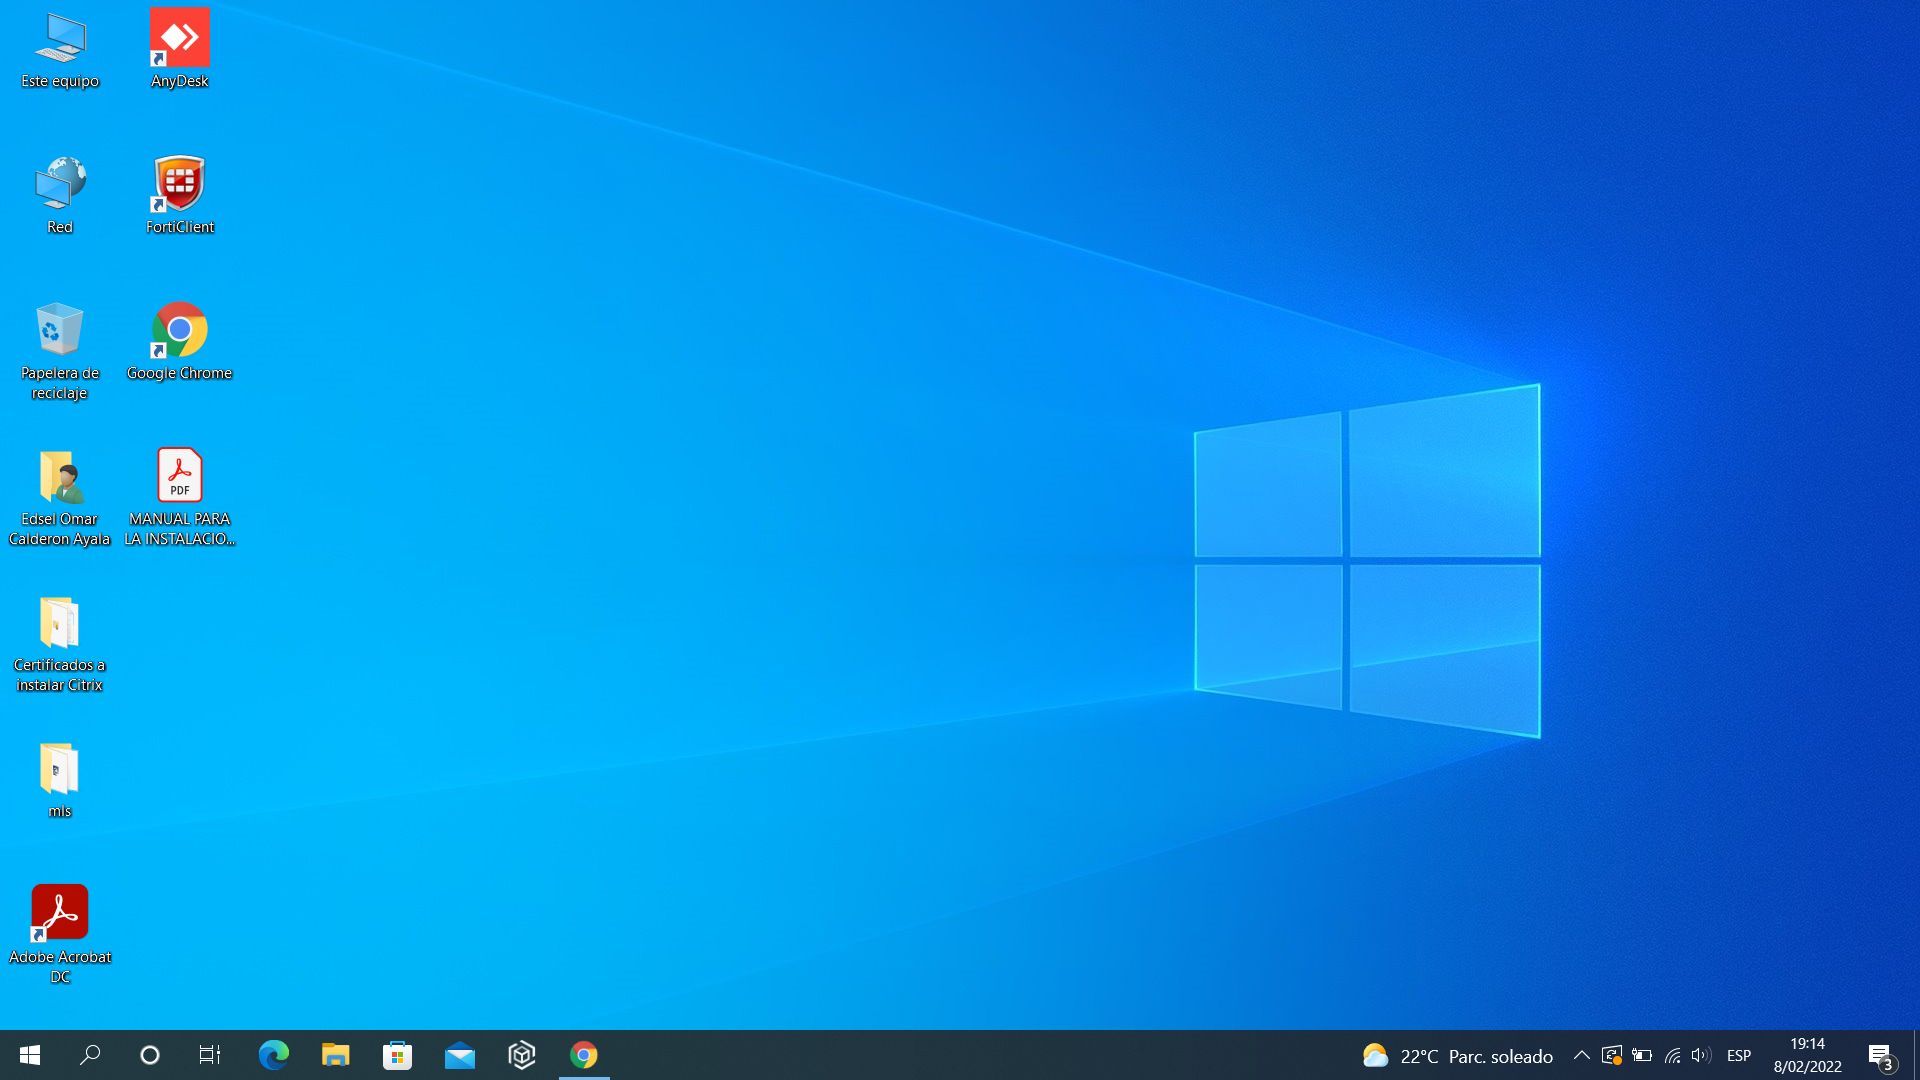 Este equipo
AnyDesk
Red
FortiClient
Papelera de
reciclaje
Google Chrome
Edsel Omar
Calderon Ayala
PDF
MANUAL PARA
LA INSTALACIO...
Certificados a
instalar Citrix
mis
Adobe Acrobat
DC
22°C Parc. soleado
ESP
19:14
8/02/2022
3